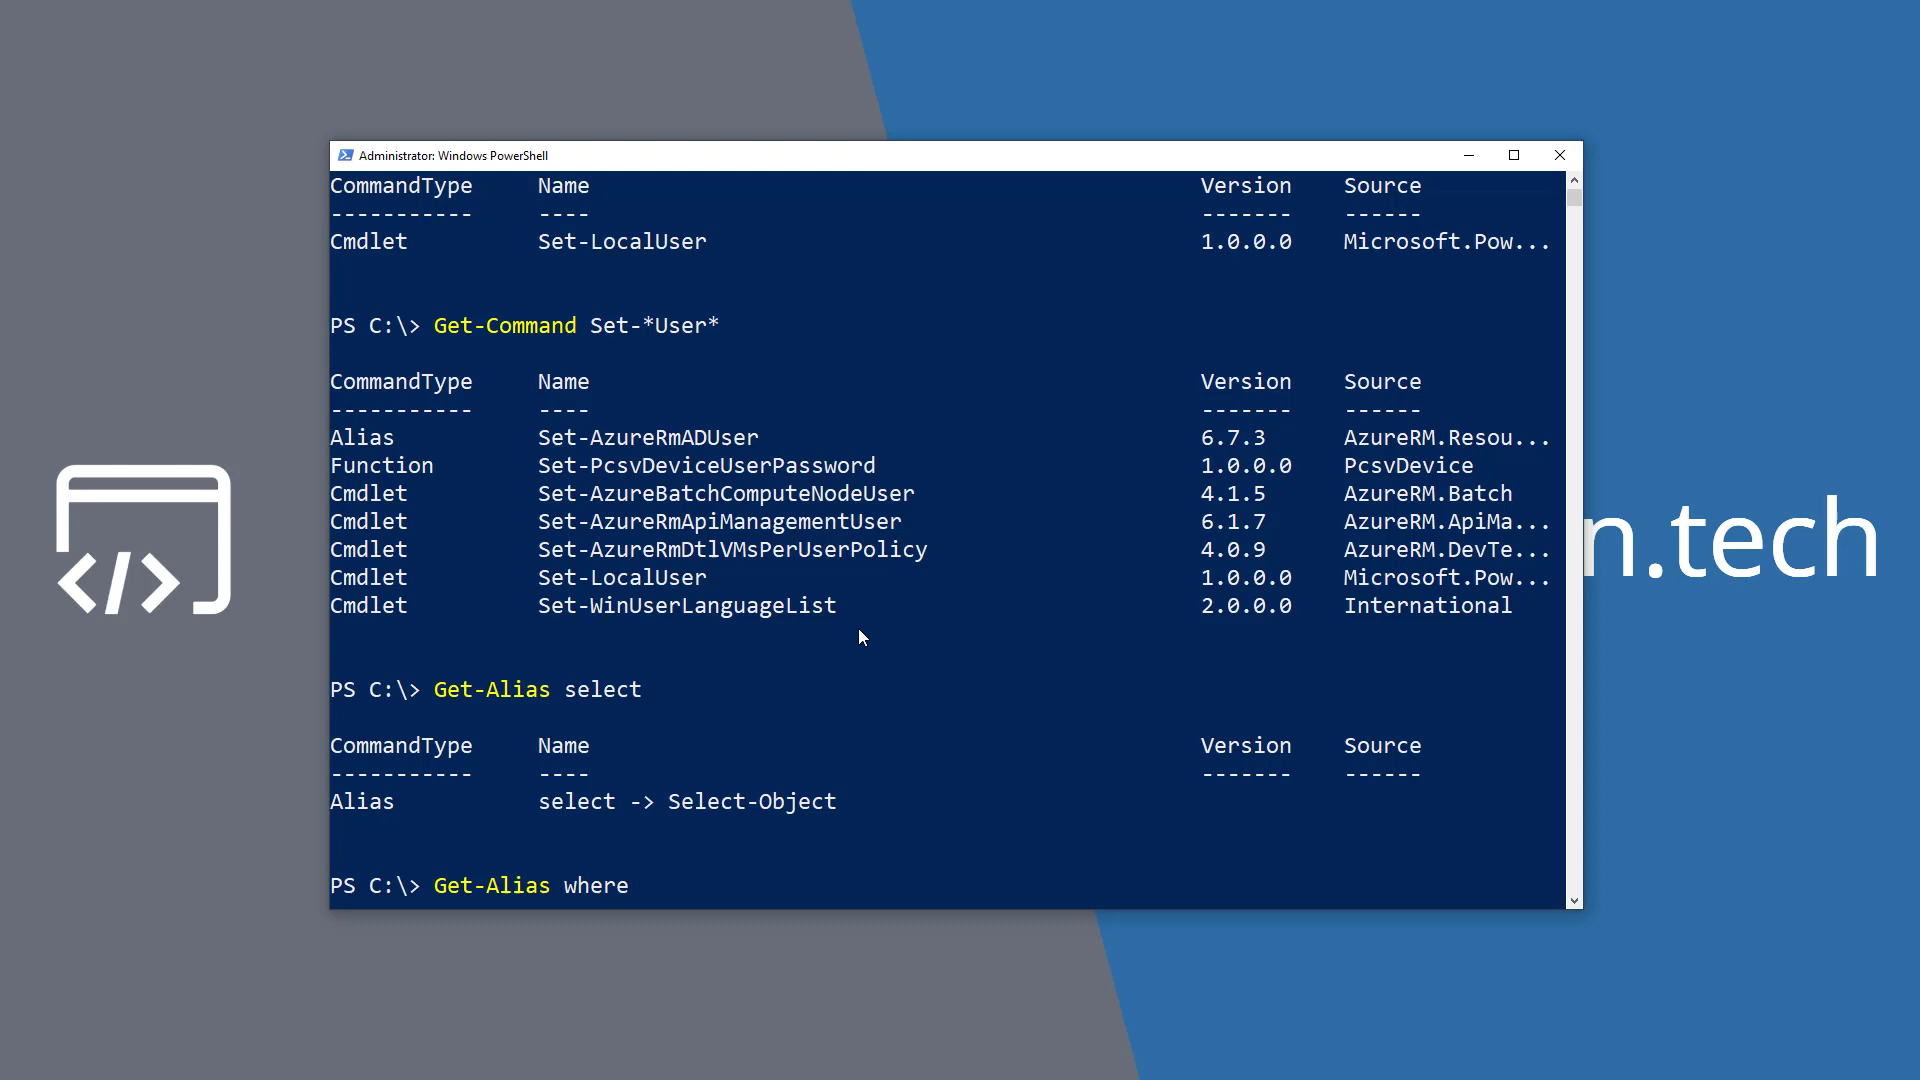 Administrator: Windows PowerShell
CommandType Name Version Source
----------- ---- ------- ------
Cmdlet Set-LocalUser 1.0.0.0 Microsoft.Pow...
PS C:\> Get-Command Set-*User*
CommandType Name Version Source
----------- ---- ------- ------
Alias Set-AzureRmADUser 6.7.3 AzureRM.Resou...
Function Set-PcsvDeviceUserPassword 1.0.0.0 PcsvDevice
Cmdlet Set-AzureBatchComputeNodeUser 4.1.5 AzureRM.Batch
Cmdlet Set-AzureRmApiManagementUser 6.1.7 AzureRM.ApiMa...
Cmdlet Set-AzureRmDtlVMsPerUserPolicy 4.0.9 AzureRM.DevTe...
Cmdlet Set-LocalUser 1.0.0.0 Microsoft.Pow...
Cmdlet Set-WinUserLanguageList 2.0.0.0 International
PS C:\> Get-Alias select
CommandType Name Version Source
----------- ---- ------- ------
Alias select -> Select-Object
PS C:\> Get-Alias where
</> n.tech